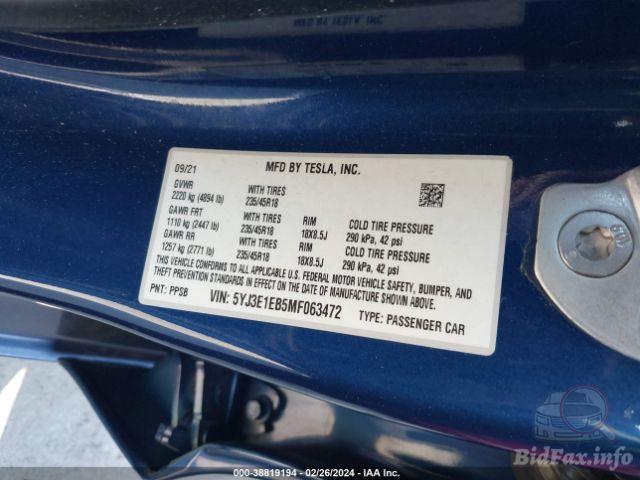 09/21 MFD BY TESLA, INC.
GVWR WITH TIRES
2220 kg (4894 lb) 235/45R18
GAWR FRT WITH TIRES RIM COLD TIRE PRESSURE
1110 kg (2447 lb) 235/45R18 18X8.5J 290 kPa, 42 psi
GAWR RR WITH TIRES RIM COLD TIRE PRESSURE
1257 kg (2771 lb) 235/45R18 18X8.5J 290 kPa, 42 psi
THIS VEHICLE CONFORMS TO ALL APPLICABLE U.S. FEDERAL MOTOR VEHICLE SAFETY, BUMPER, AND
THEFT PREVENTION STANDARDS IN EFFECT ON THE DATE OF MANUFACTURE SHOWN ABOVE.
PNT: PPSB VIN: 5YJ3E1EB5MF063472 TYPE: PASSENGER CAR
000-38819194 - 02/26/2024 - IAA Inc.
BidFax.info